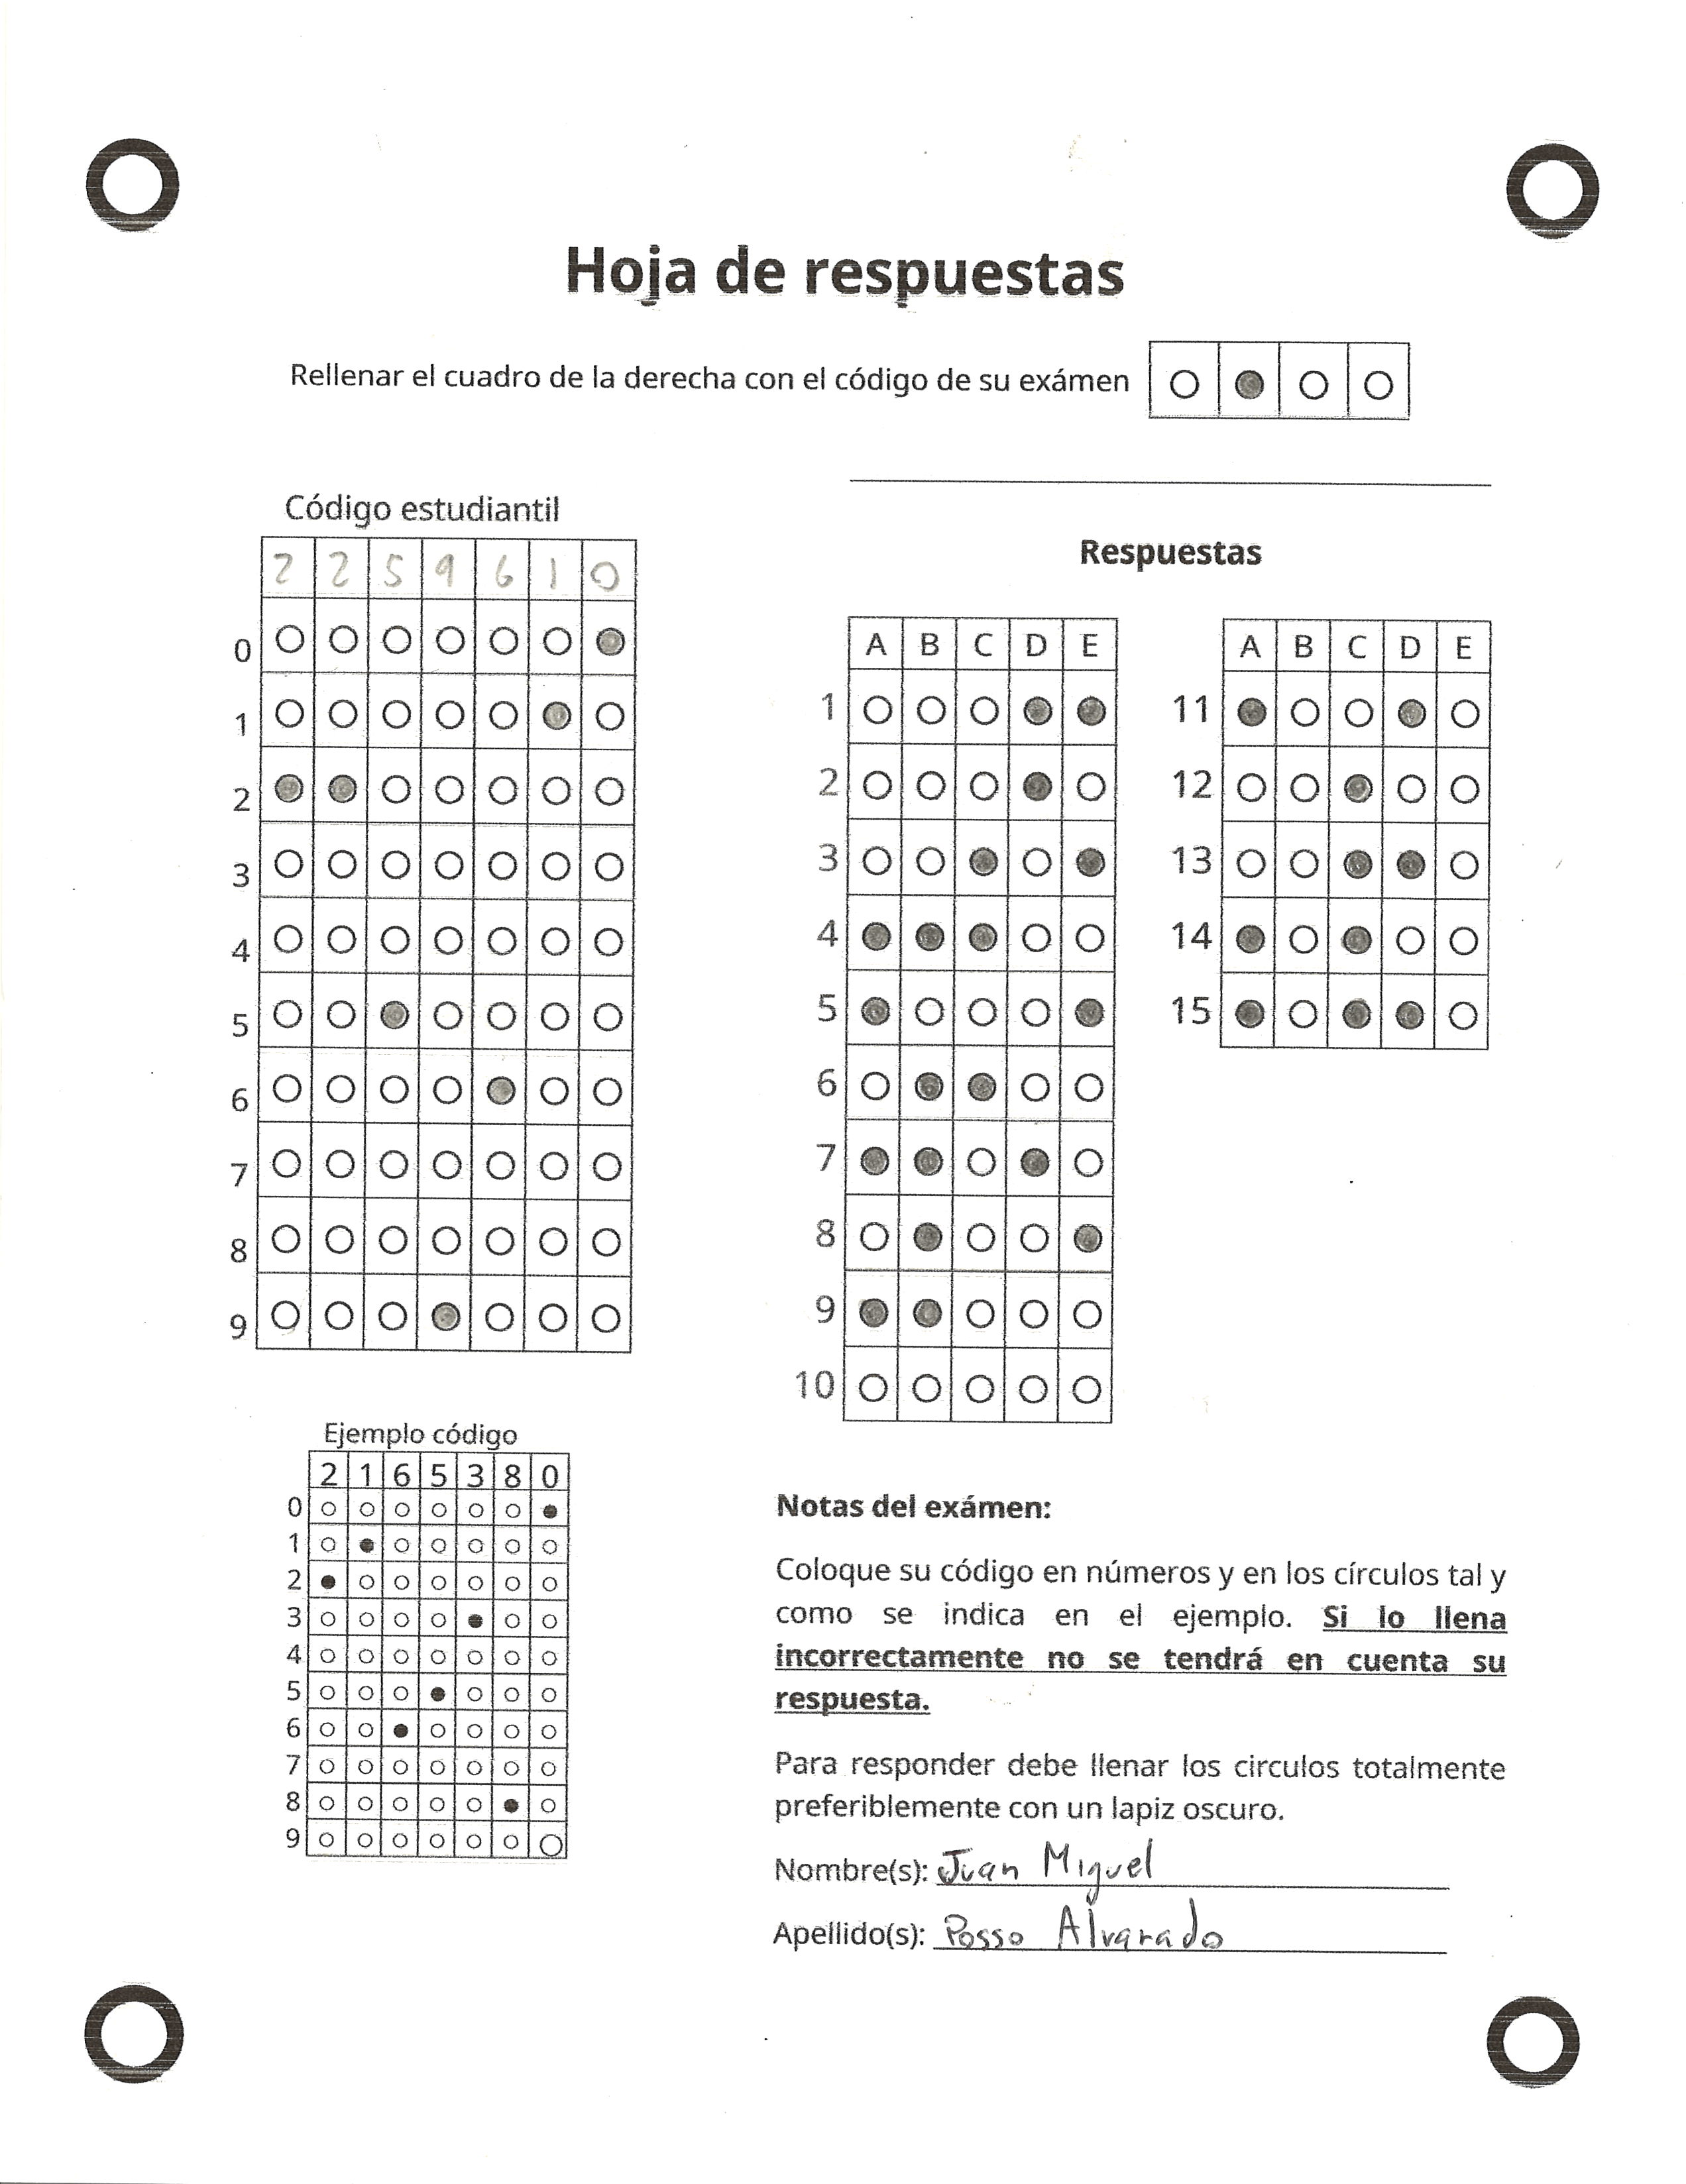 Hoja de respuestas
Rellenar el cuadro de la derecha con el código de su exámen
Código estudiantil
2 2 5 9 6 1 0
0
1
2
3
4
5
6
7
8
9
Respuestas
A B C D E
1
2
3
4
5
6
7
8
9
10
A B C D E
11
12
13
14
15
Ejemplo código
2 1 6 5 3 8 0
0
1
2
3
4
5
6
7
8
9
Notas del exámen:
Coloque su código en números y en los círculos tal y
como se indica en el ejemplo. Si lo llena
incorrectamente no se tendrá en cuenta su
respuesta.
Para responder debe llenar los circulos totalmente
preferiblemente con un lapiz oscuro.
Nombre(s): Juan Miguel
Apellido(s): Posso Alvarado